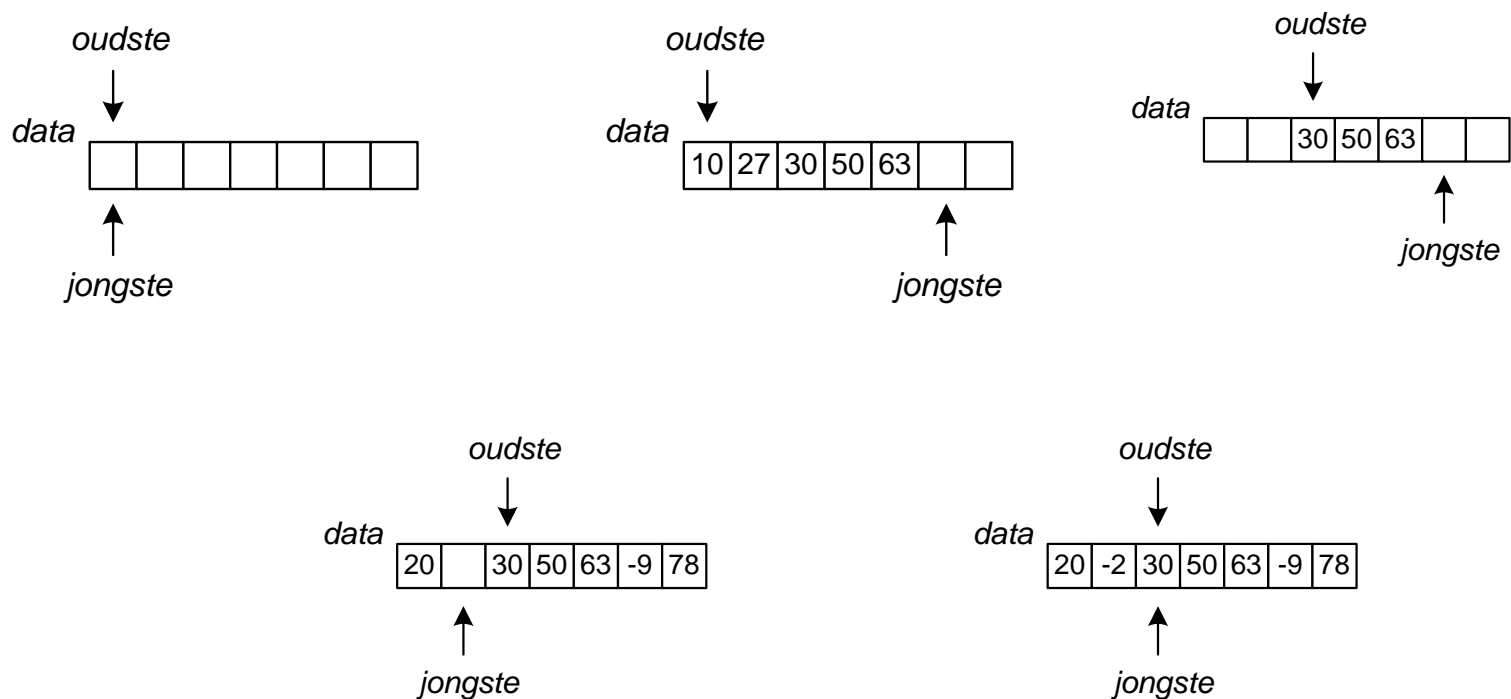 oudste
data
jongste
oudste
data
10 27 30 50 63
jongste
oudste
data
30 50 63
jongste
oudste
data
20 30 50 63 -9 78
jongste
oudste
data
20 -2 30 50 63 -9 78
jongste